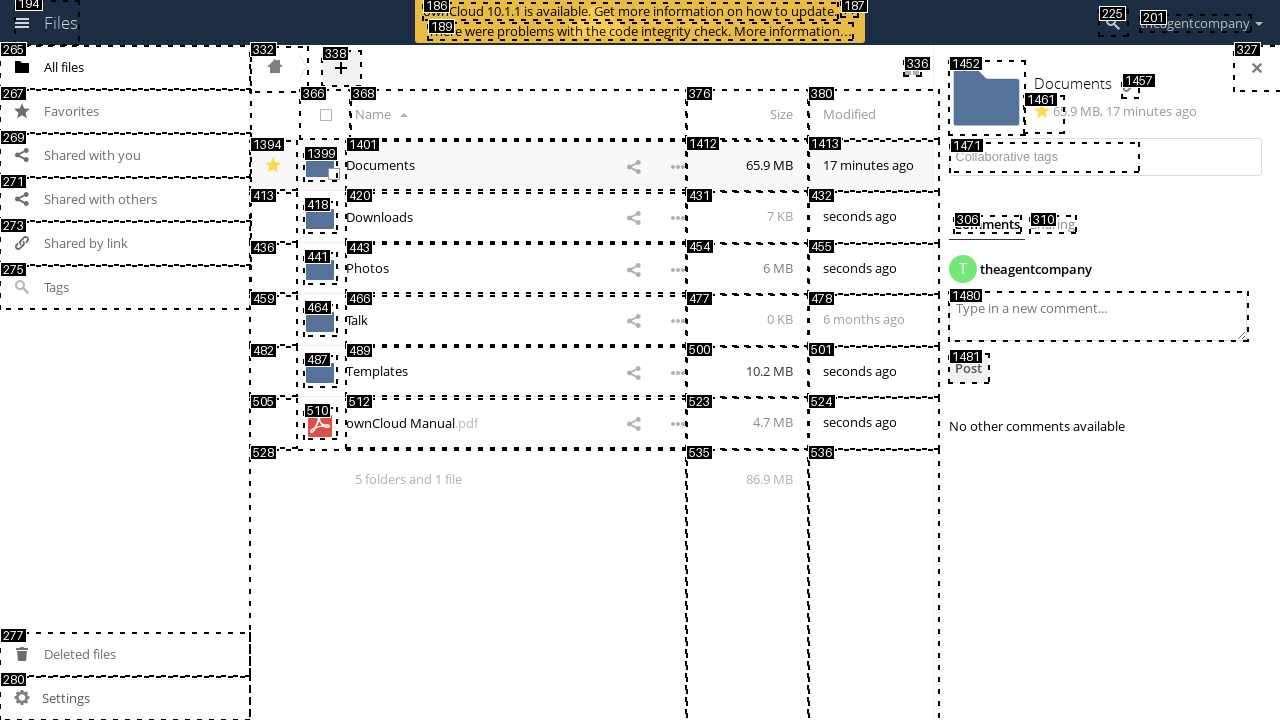 194
Files
186
ownCloud 10.1.1 is available. Get more information on how to update.
187
189
were problems with the code integrity check. More information…
225
201
theagentcompany
265
All files
267
Favorites
269
Shared with you
271
Shared with others
273
Shared by link
275
Tags
277
Deleted files
280
Settings
332
338
+
336
327
366
368
Name
376
Size
380
Modified
1394
1399
1401
Documents
1412
65.9 MB
1413
17 minutes ago
413
418
420
Downloads
431
7 KB
432
seconds ago
436
441
443
Photos
454
6 MB
455
seconds ago
459
464
466
Talk
477
0 KB
478
6 months ago
482
487
489
Templates
500
10.2 MB
501
seconds ago
505
510
512
ownCloud Manual.pdf
523
4.7 MB
524
seconds ago
528
5 folders and 1 file
535
86.9 MB
536
1452
Documents
1457
1461
65.9 MB, 17 minutes ago
1471
Collaborative tags
306
Comments
310
Sharing
T
theagentcompany
1480
Type in a new comment...
1481
Post
No other comments available